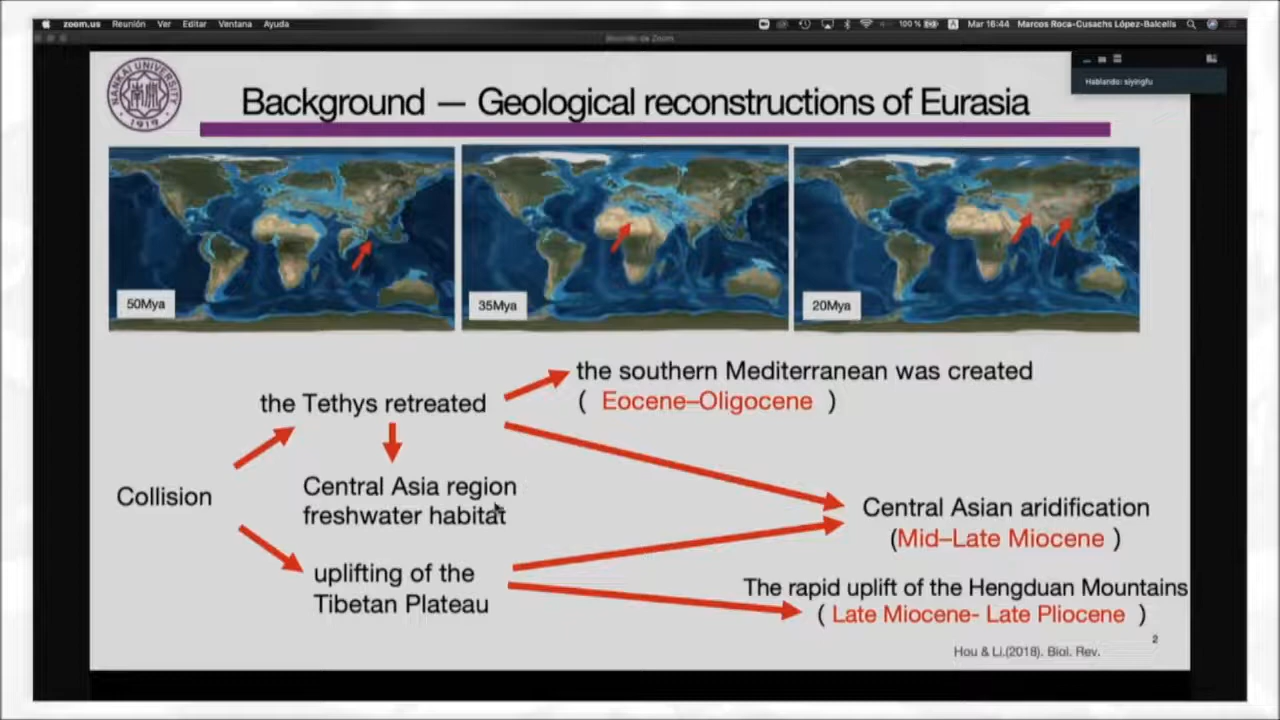 zoom.us Reunión Ver Editar Ventana Ayuda
100 % A Mar 16:44 Marcos Roca-Cusachs López-Balcells
Reunión de Zoom
Hablando: siyingfu
NANKAI UNIVERSITY
1919
Background — Geological reconstructions of Eurasia
50Mya
35Mya
20Mya
the southern Mediterranean was created
( Eocene–Oligocene )
the Tethys retreated
Central Asia region
freshwater habitat
Collision
Central Asian aridification
(Mid–Late Miocene )
uplifting of the
Tibetan Plateau
The rapid uplift of the Hengduan Mountains
( Late Miocene- Late Pliocene )
2
Hou & Li.(2018). Biol. Rev.